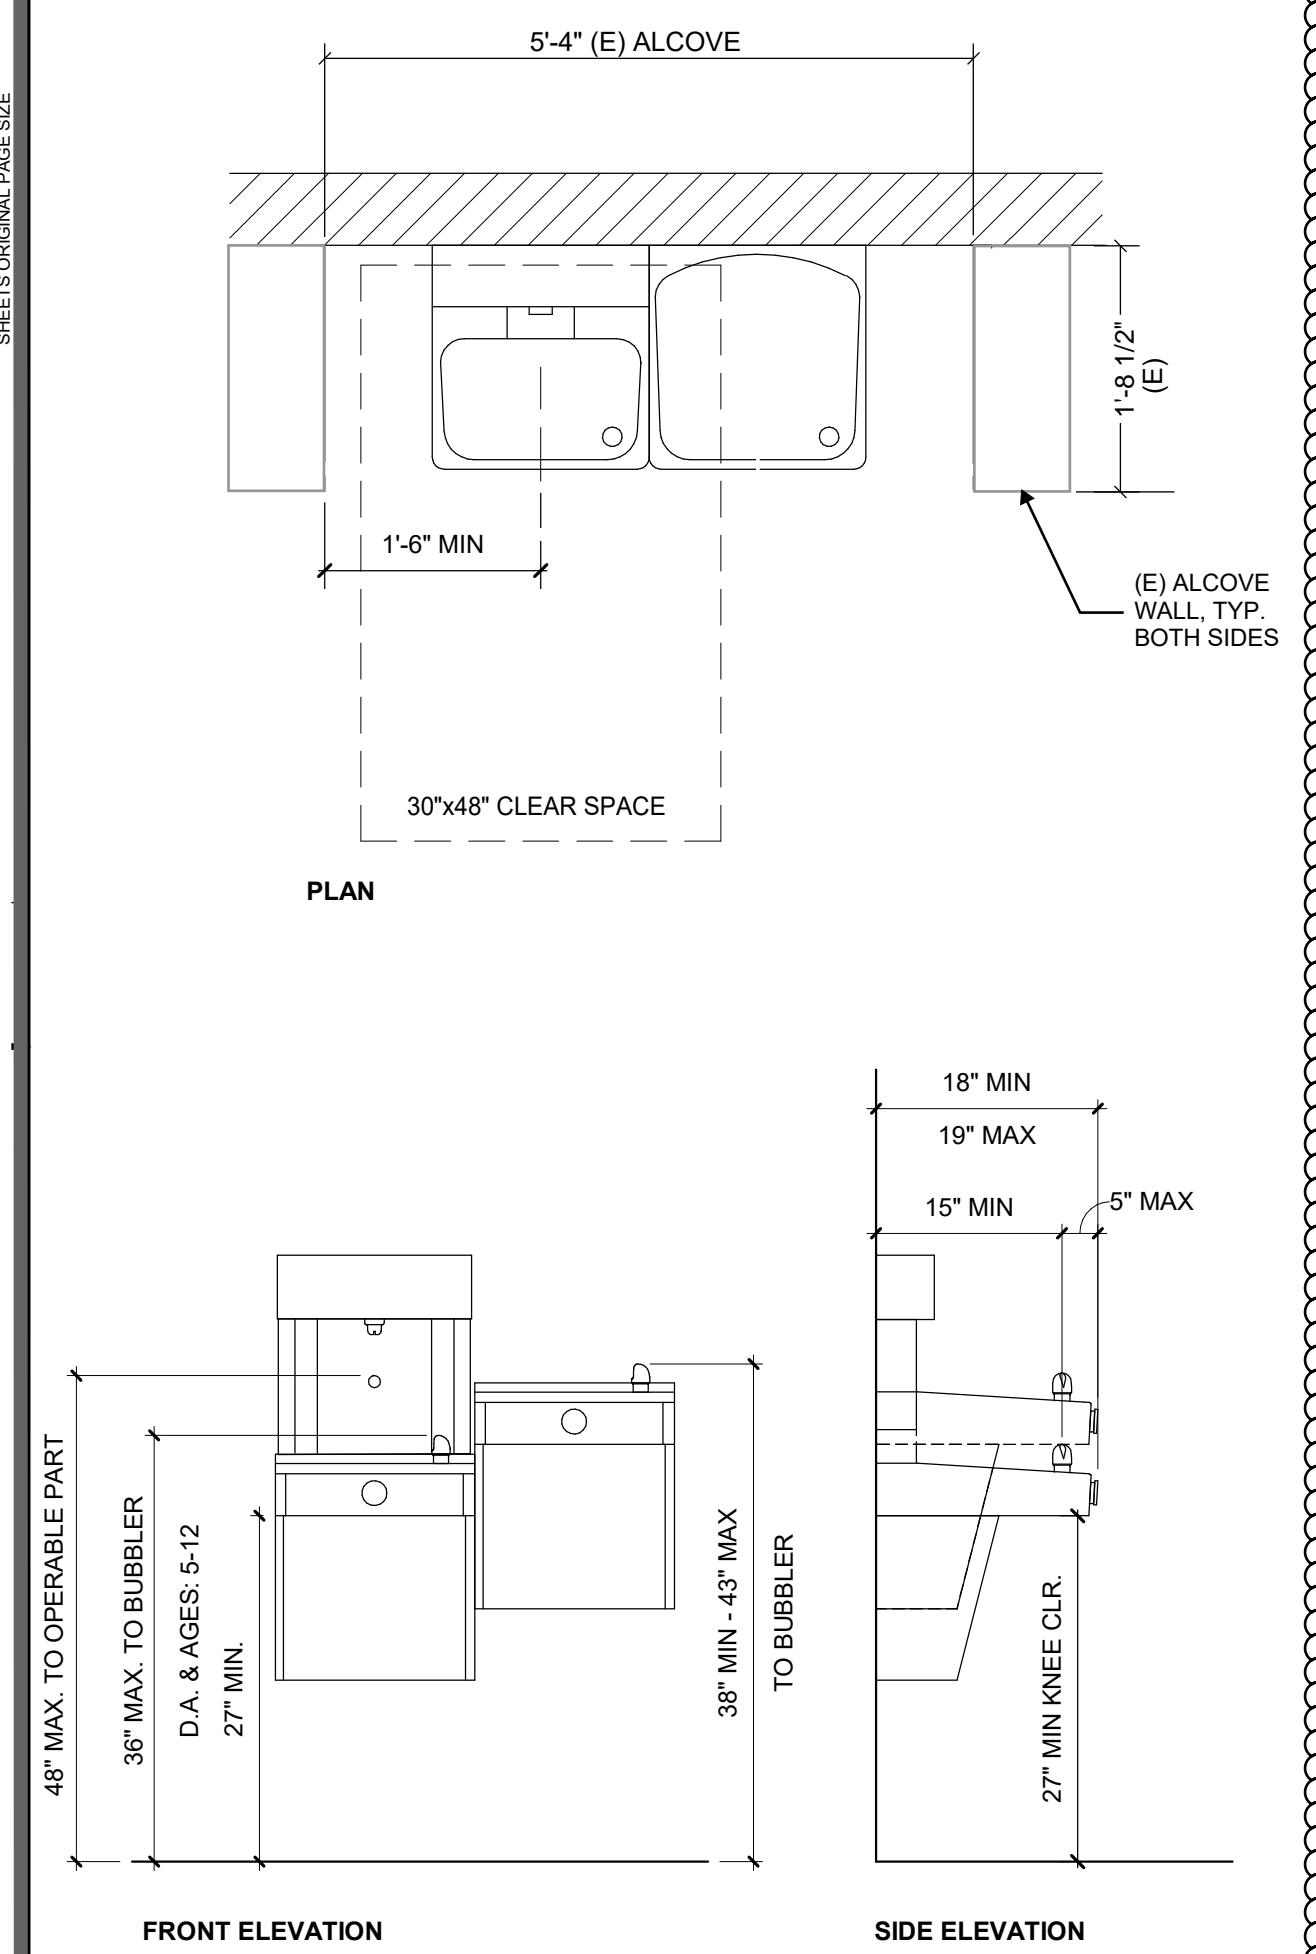 SHEETS ORIGINAL PAGE SIZE
5'-4" (E) ALCOVE
1'-8 1/2"
(E)
1'-6" MIN
(E) ALCOVE
WALL, TYP.
BOTH SIDES
30"x48" CLEAR SPACE
PLAN
18" MIN
19" MAX
15" MIN
5" MAX
48" MAX. TO OPERABLE PART
36" MAX. TO BUBBLER
D.A. & AGES: 5-12
27" MIN.
38" MIN - 43" MAX
TO BUBBLER
27" MIN KNEE CLR.
FRONT ELEVATION
SIDE ELEVATION